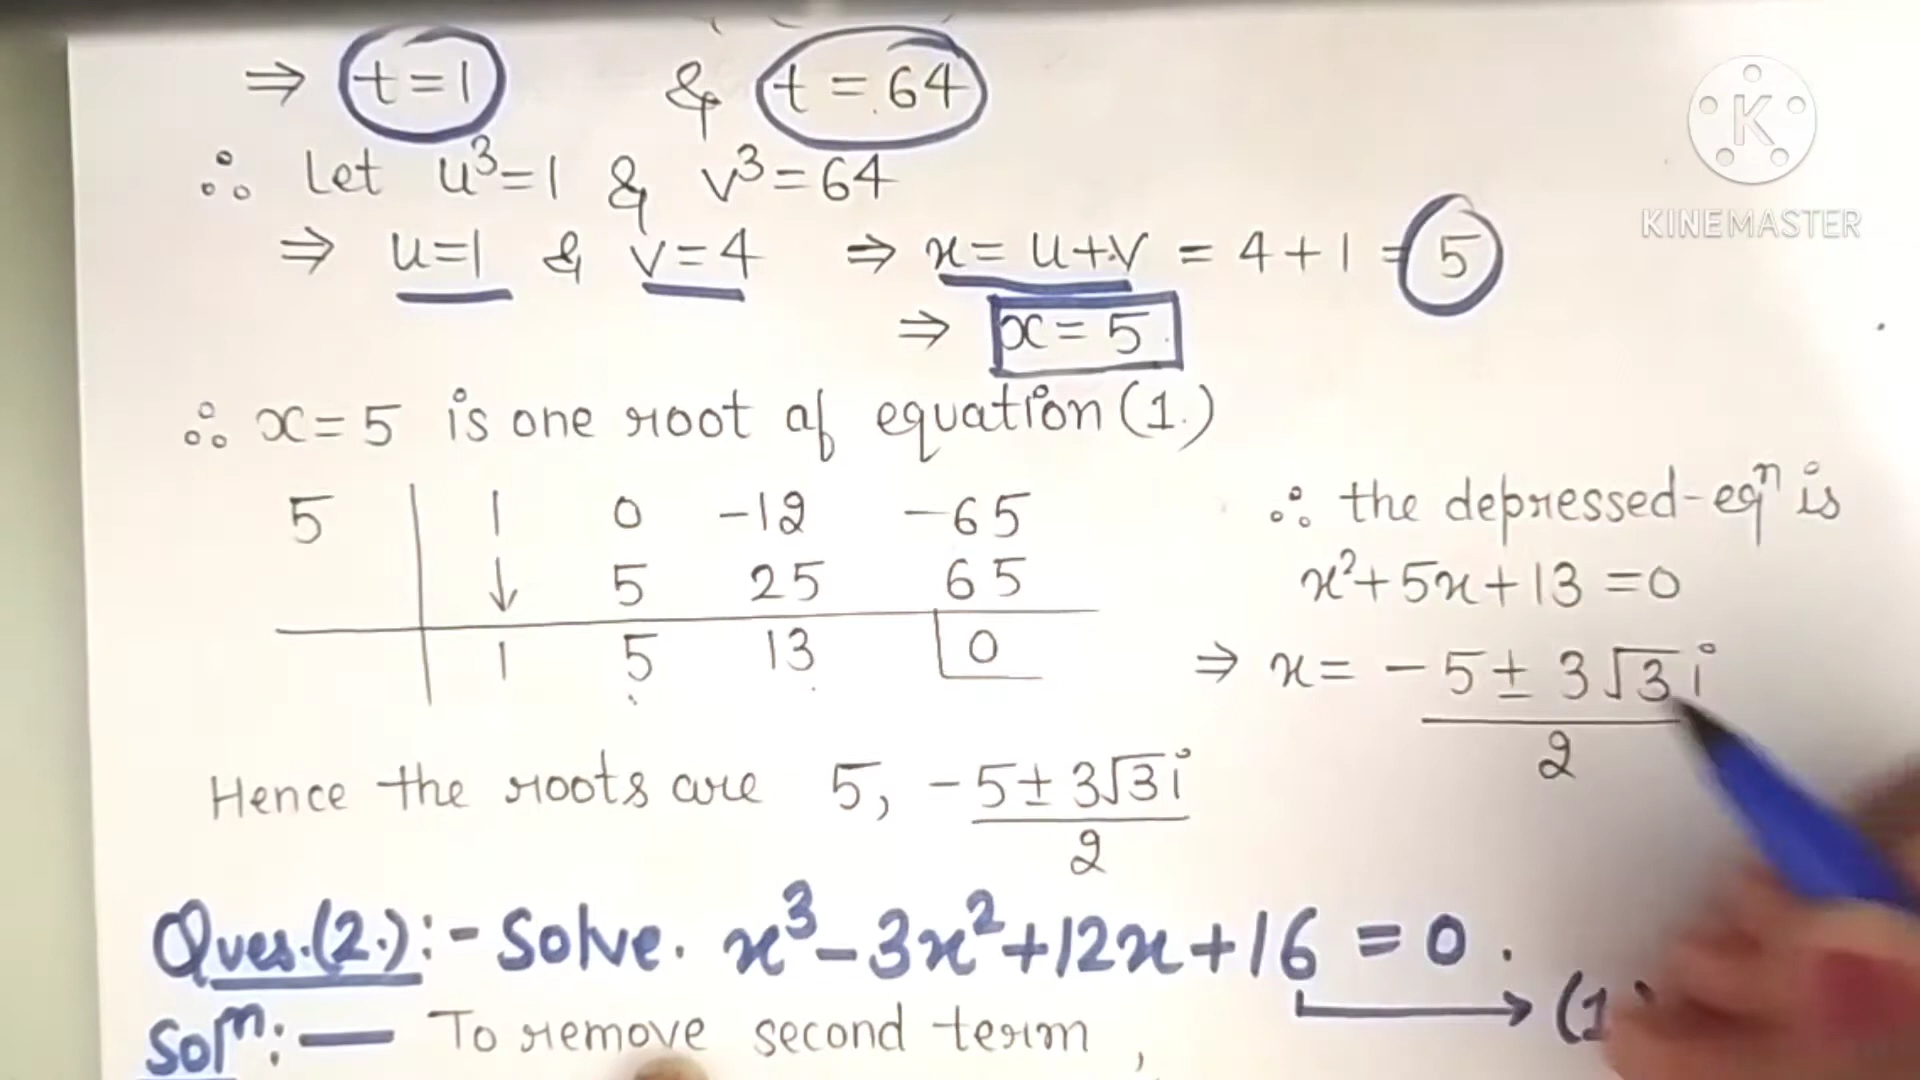 ⇒ t=1 & t=64
∴ Let u³=1 & v³=64
⇒ u=1 & v=4 ⇒ x=u+v = 4+1 = 5
⇒ x=5
∴ x=5 is one root of equation (1.)
5 | 1 0 -12 -65
↓ 5 25 65
1 5 13 0
∴ the depressed-eqⁿ is
x²+5x+13=0
⇒ x= -5± 3√3 i
2
Hence the roots are 5, -5± 3√3 i
2
Ques.(2.):- Solve. x³-3x²+12x+16 = 0.
(1
Solⁿ:— To remove second term,
K
KINEMASTER